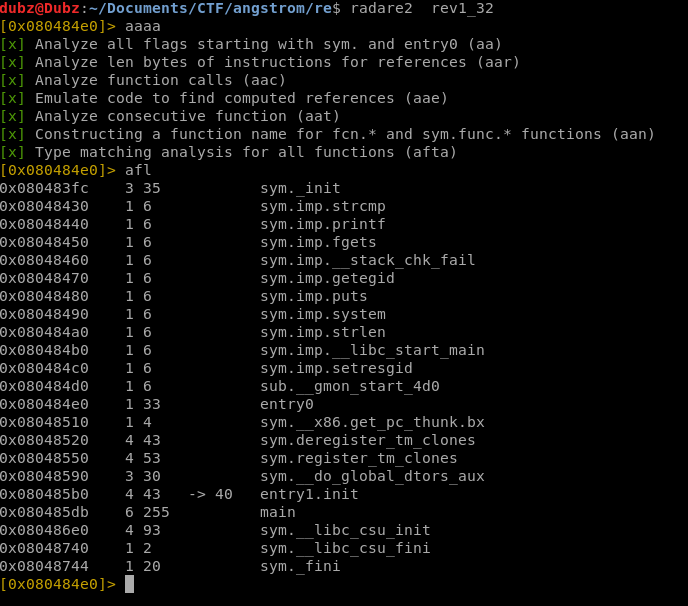 dubz@Dubz:~/Documents/CTF/angstrom/re$ radare2  rev1_32
[0x080484e0]> aaaa
[x] Analyze all flags starting with sym. and entry0 (aa)
[x] Analyze len bytes of instructions for references (aar)
[x] Analyze function calls (aac)
[x] Emulate code to find computed references (aae)
[x] Analyze consecutive function (aat)
[x] Constructing a function name for fcn.* and sym.func.* functions (aan)
[x] Type matching analysis for all functions (afta)
[0x080484e0]> afl
0x080483fc    3 35           sym._init
0x08048430    1 6            sym.imp.strcmp
0x08048440    1 6            sym.imp.printf
0x08048450    1 6            sym.imp.fgets
0x08048460    1 6            sym.imp.__stack_chk_fail
0x08048470    1 6            sym.imp.getegid
0x08048480    1 6            sym.imp.puts
0x08048490    1 6            sym.imp.system
0x080484a0    1 6            sym.imp.strlen
0x080484b0    1 6            sym.imp.__libc_start_main
0x080484c0    1 6            sym.imp.setresgid
0x080484d0    1 6            sub.__gmon_start_4d0
0x080484e0    1 33           entry0
0x08048510    1 4            sym.__x86.get_pc_thunk.bx
0x08048520    4 43           sym.deregister_tm_clones
0x08048550    4 53           sym.register_tm_clones
0x08048590    3 30           sym.__do_global_dtors_aux
0x080485b0    4 43   -> 40   entry1.init
0x080485db    6 255          main
0x080486e0    4 93           sym.__libc_csu_init
0x08048740    1 2            sym.__libc_csu_fini
0x08048744    1 20           sym._fini
[0x080484e0]>